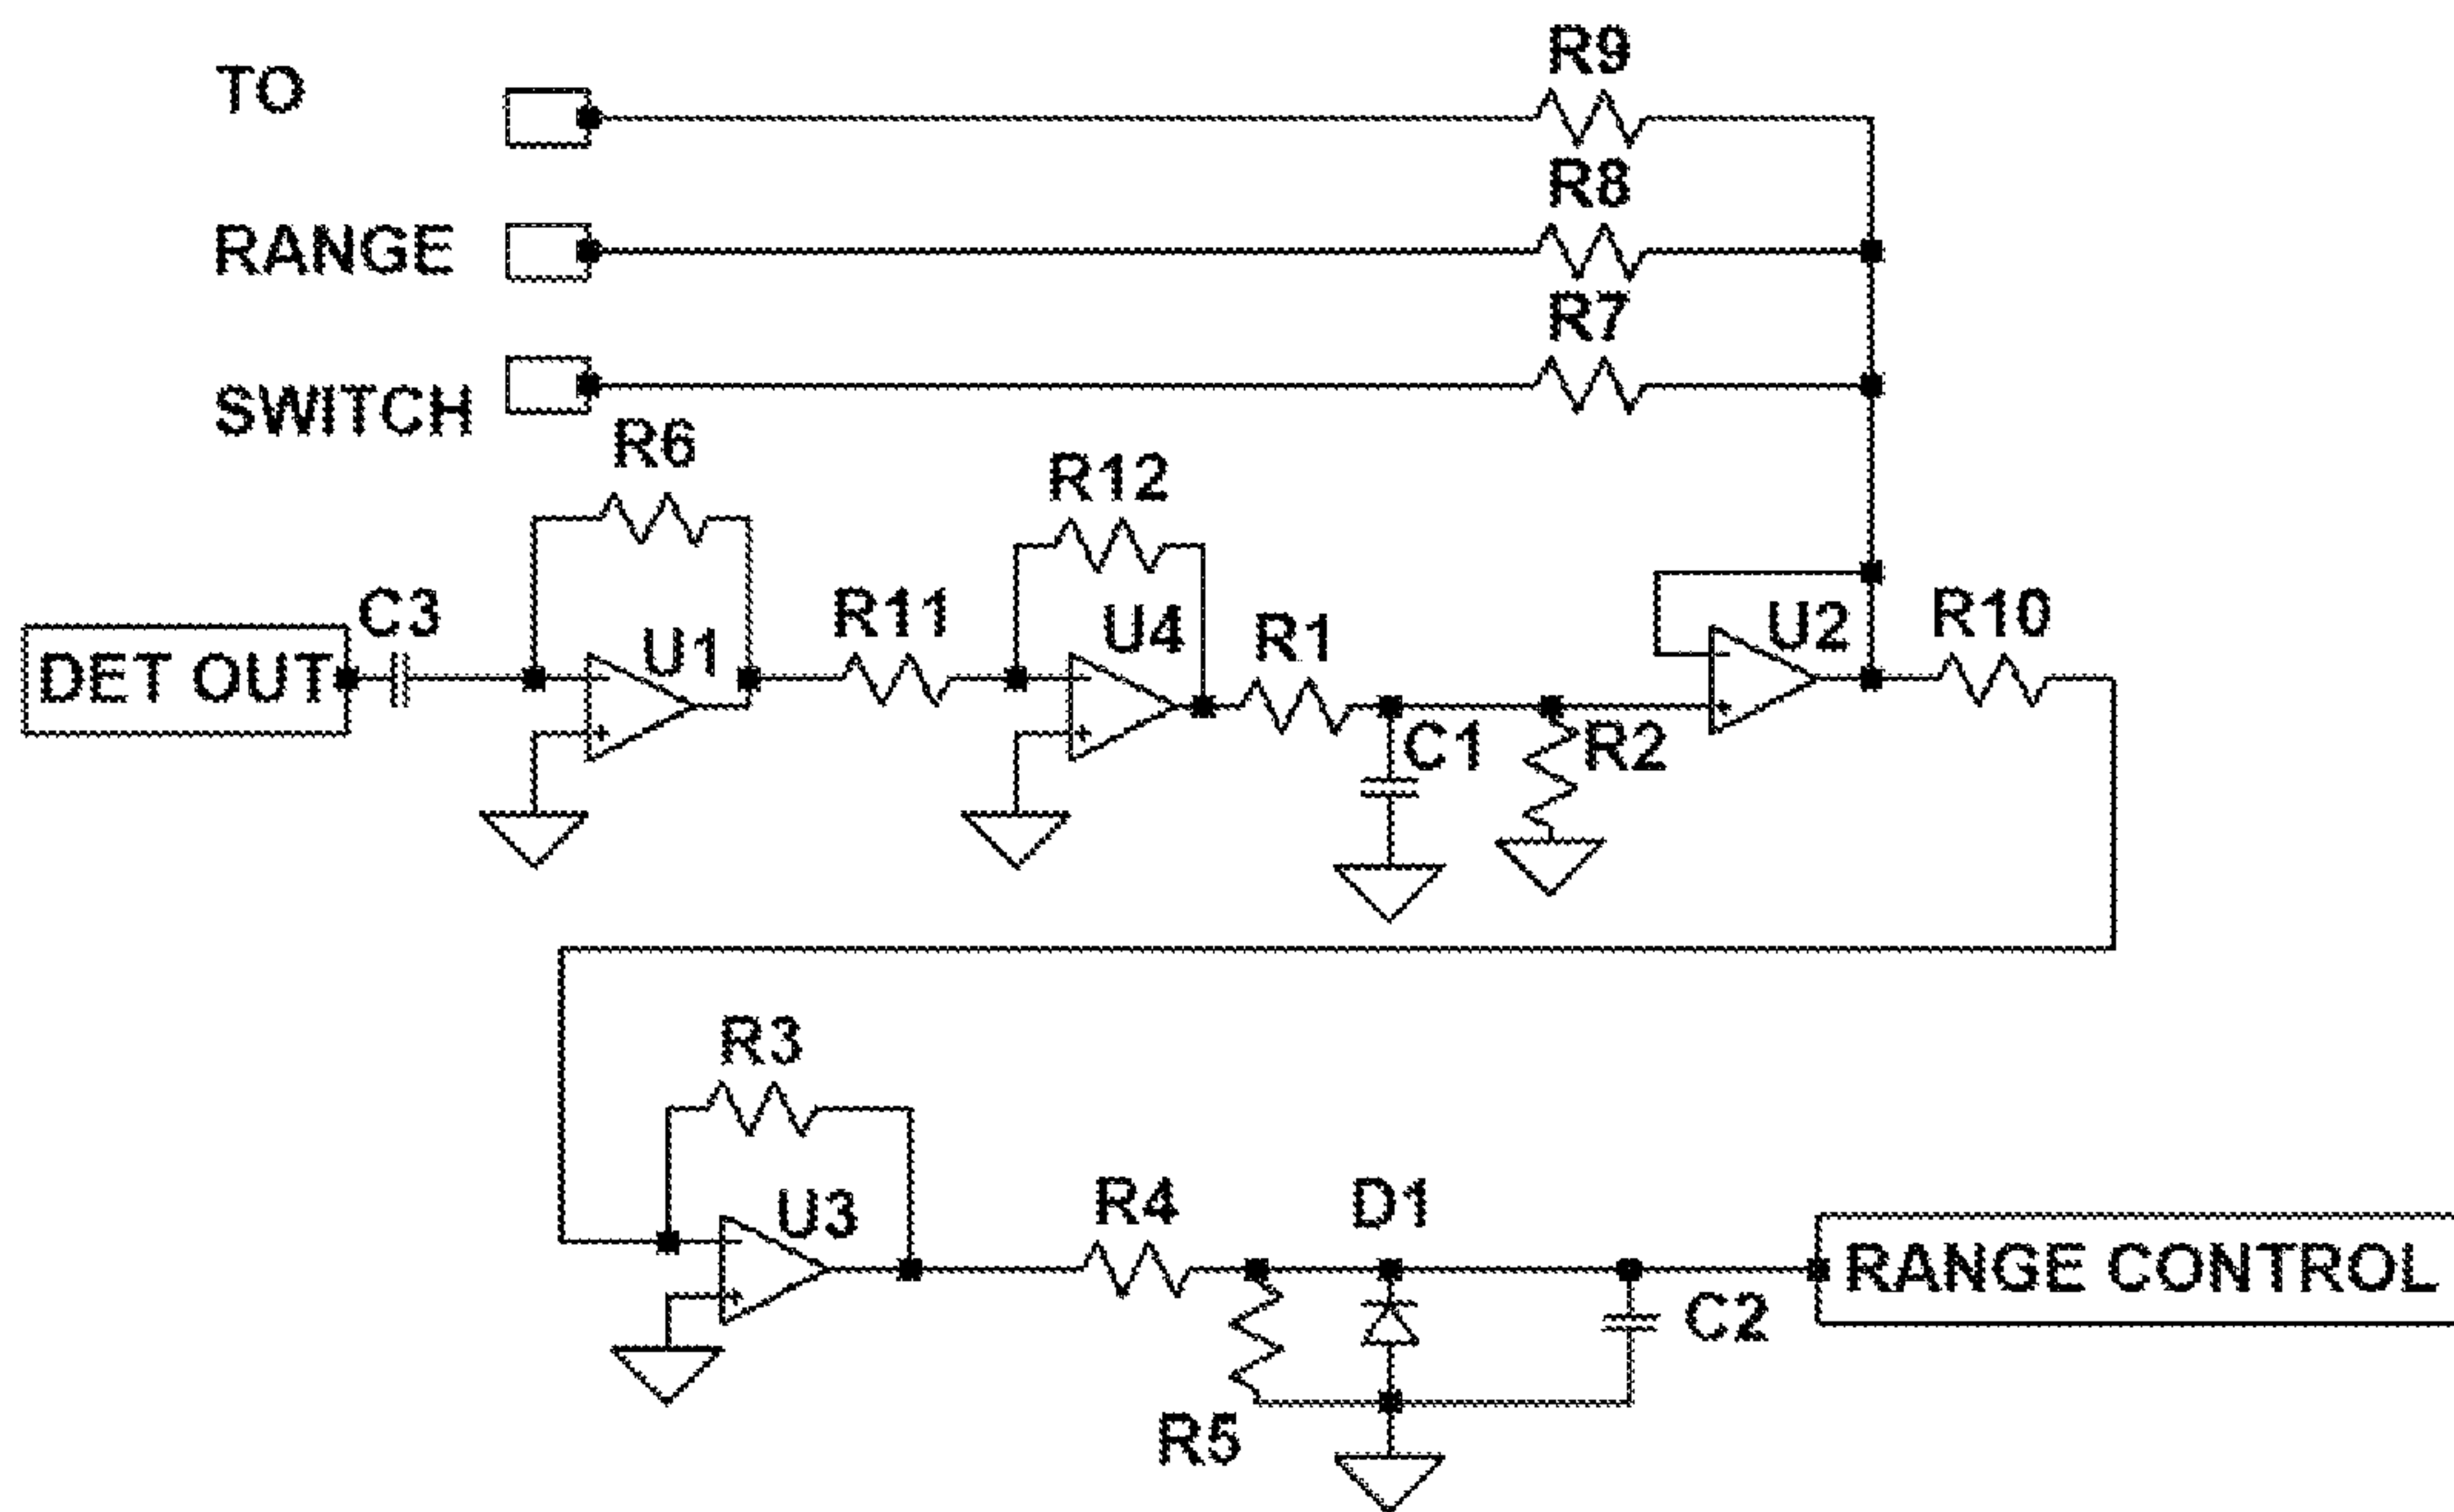 R9
TO
R8
RANGE
R7
SWITCH
R6
R12
C3
R11
U1
U4
R1
U2
R10
DET OUT
C1
R2
R3
U3
R4
D1
RANGE CONTROL
C2
R5